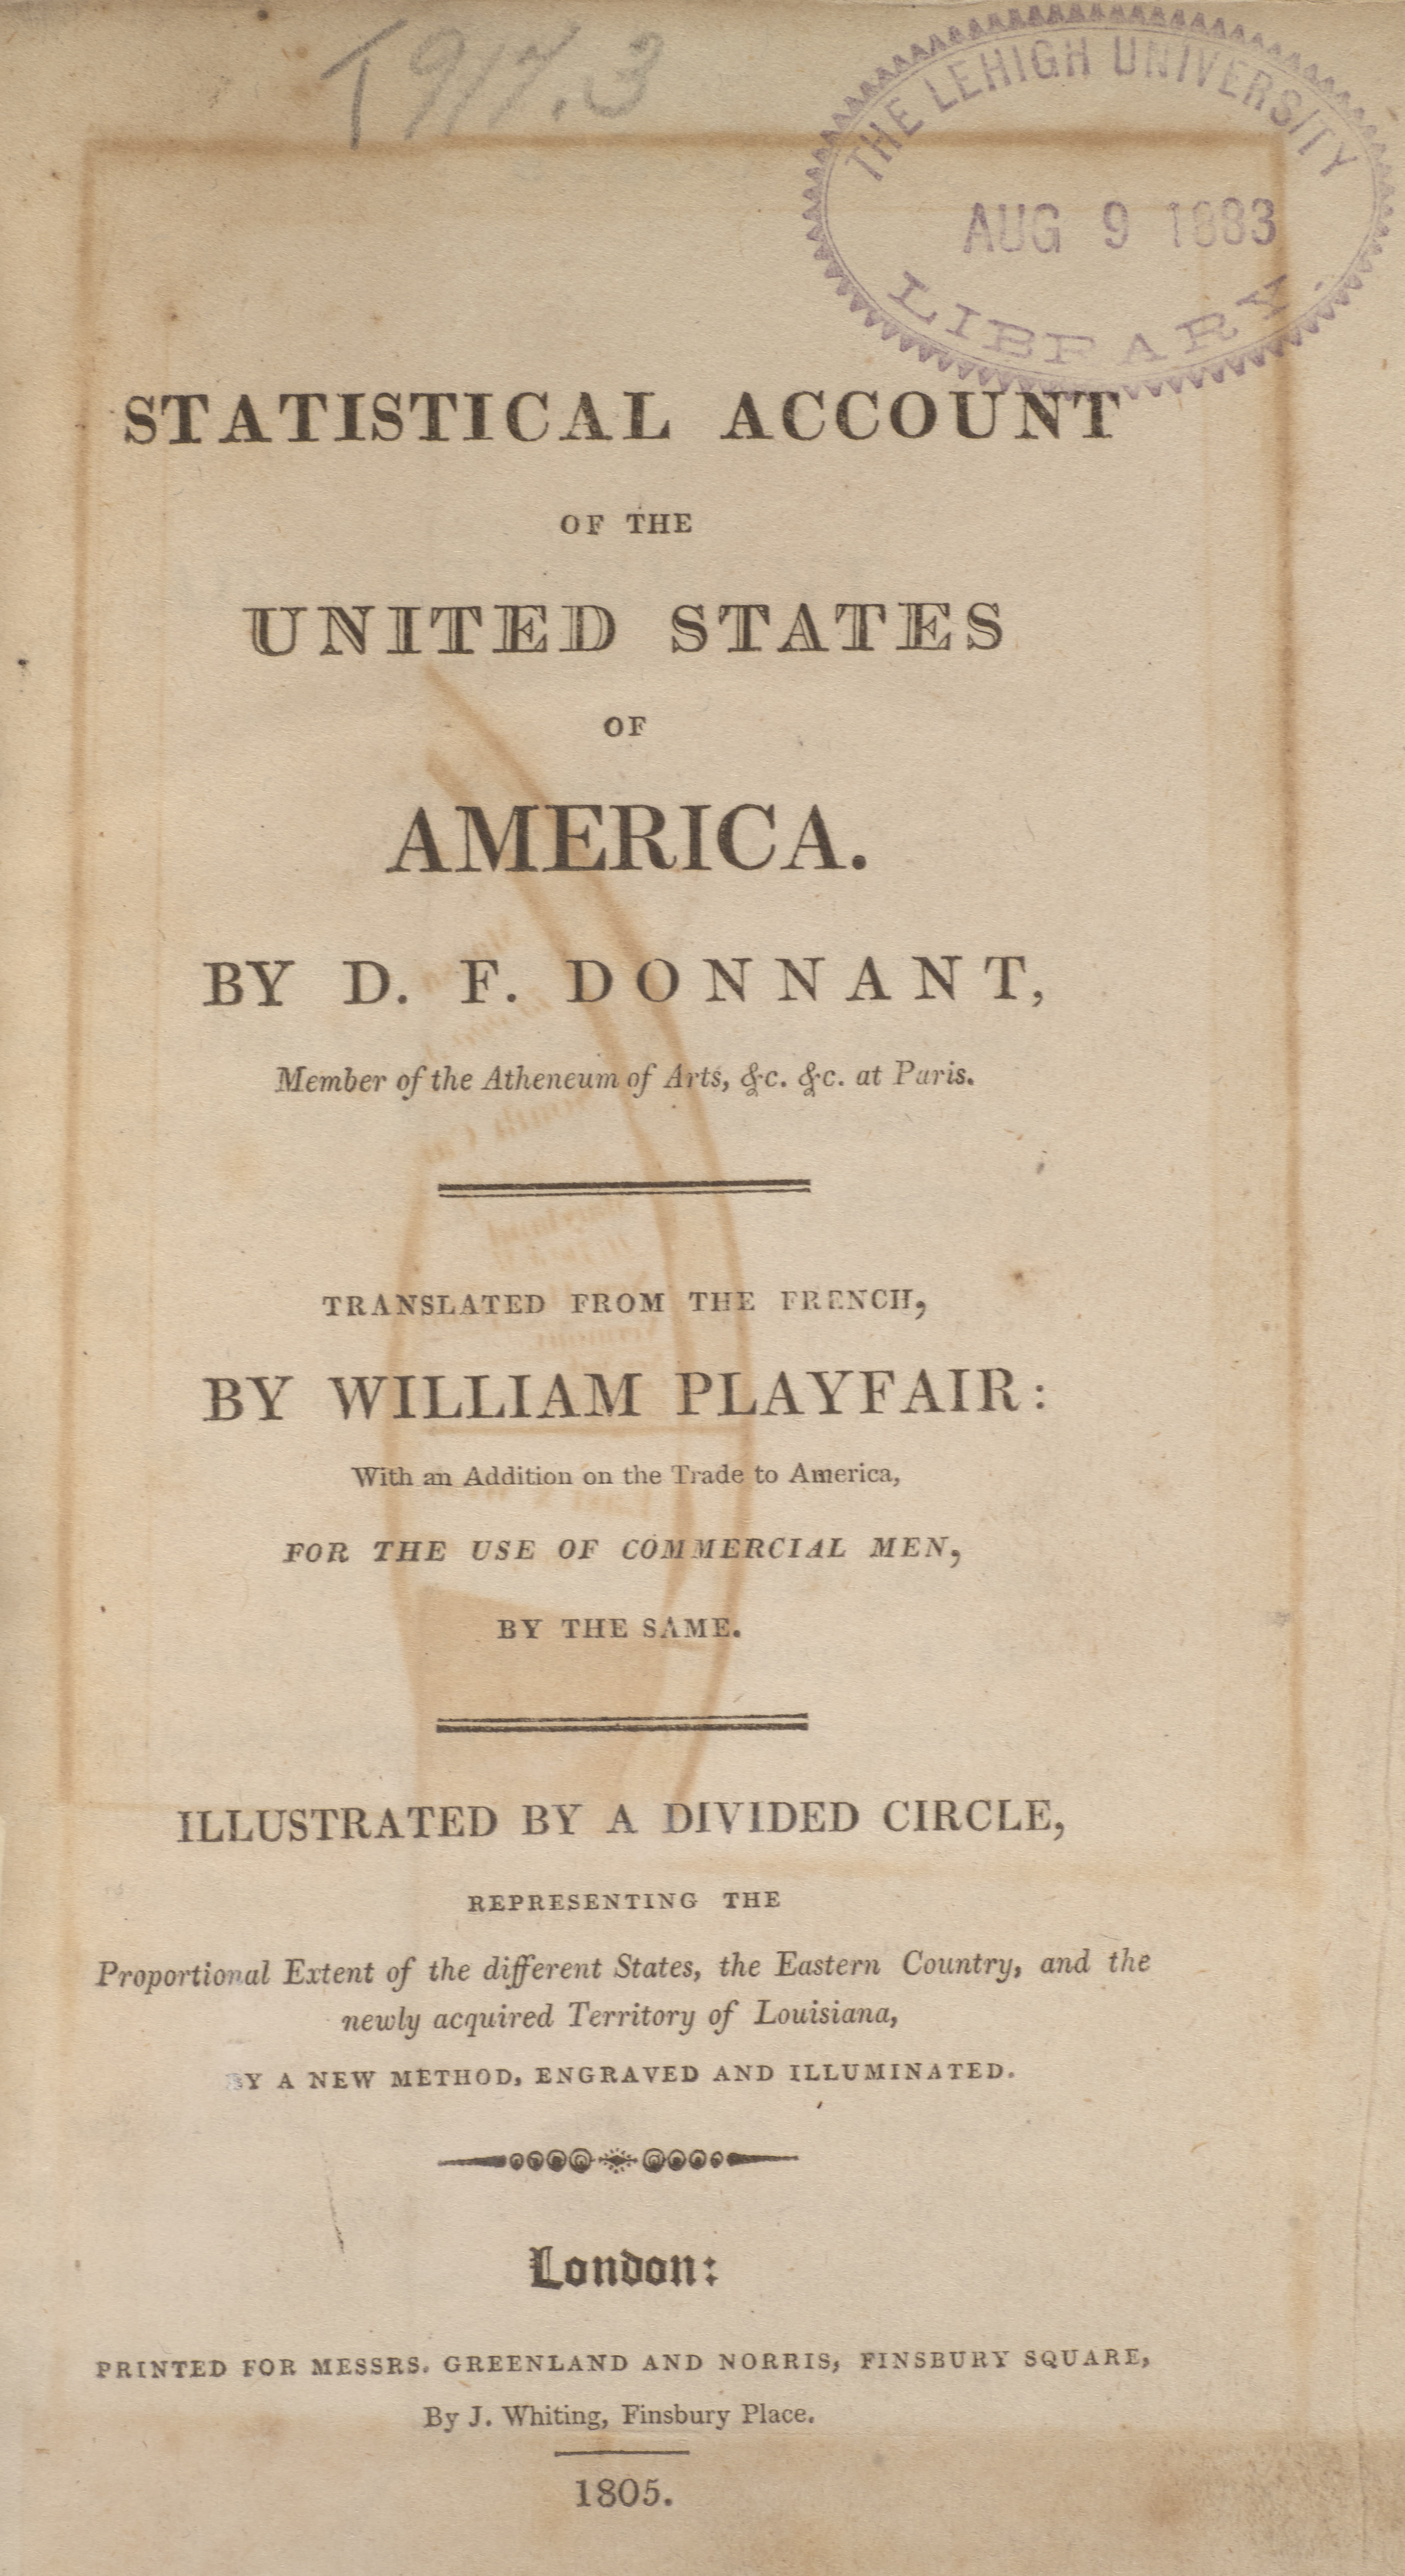 T917.3
THE LEHIGH UNIVERSITY
AUG 9 1883
LIBRARY.
STATISTICAL ACCOUNT
OF THE
UNITED STATES
OF
AMERICA.
BY D. F. DONNANT,
Member of the Atheneum of Arts, &c. &c. at Paris.
TRANSLATED FROM THE FRENCH,
BY WILLIAM PLAYFAIR:
With an Addition on the Trade to America,
FOR THE USE OF COMMERCIAL MEN,
BY THE SAME.
ILLUSTRATED BY A DIVIDED CIRCLE,
REPRESENTING THE
Proportional Extent of the different States, the Eastern Country, and the
newly acquired Territory of Louisiana,
BY A NEW METHOD, ENGRAVED AND ILLUMINATED.
London:
PRINTED FOR MESSRS. GREENLAND AND NORRIS, FINSBURY SQUARE,
By J. Whiting, Finsbury Place.
1805.